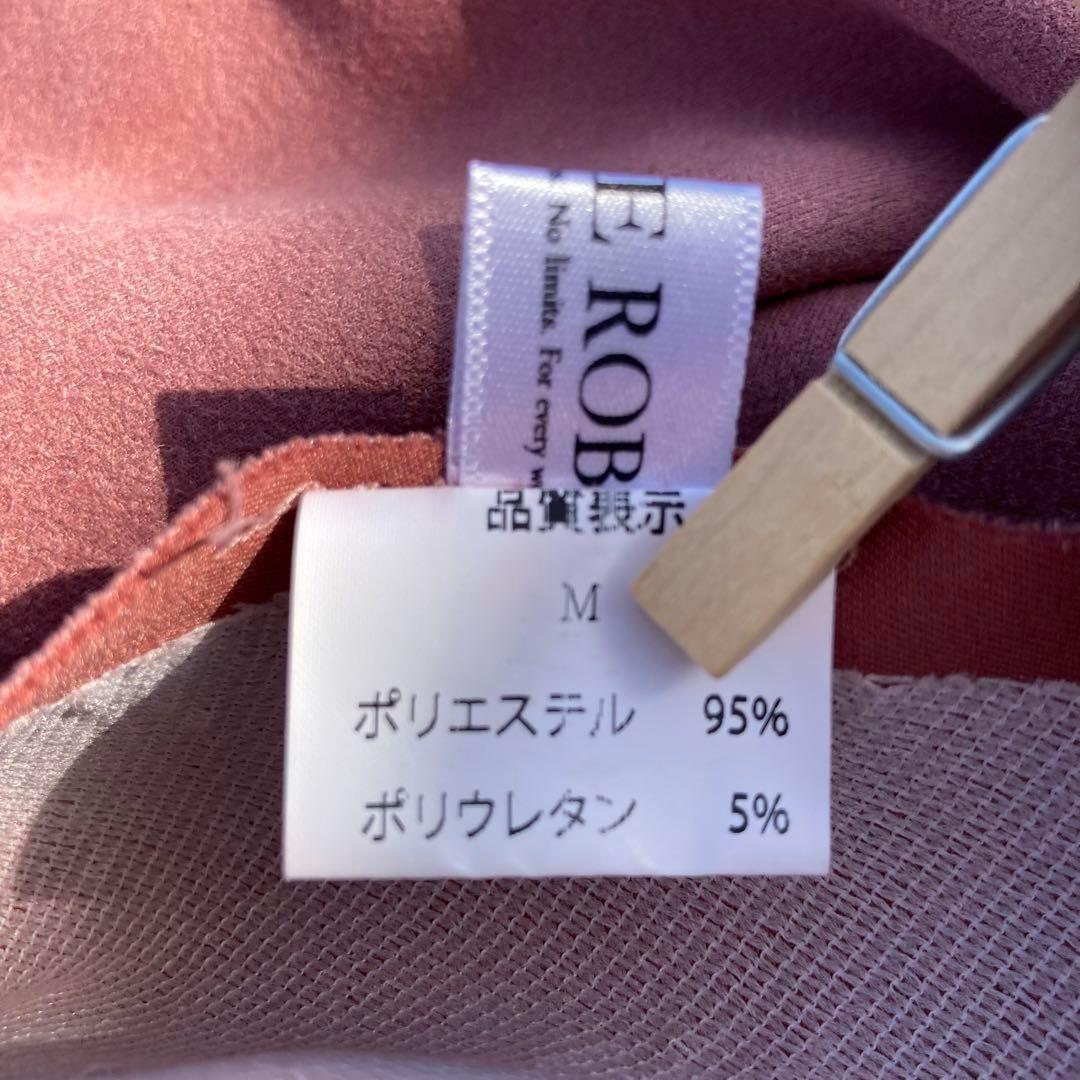 E ROB
No limits. For every
品質表示
M
ポリエステル 95%
ポリウレタン 5%